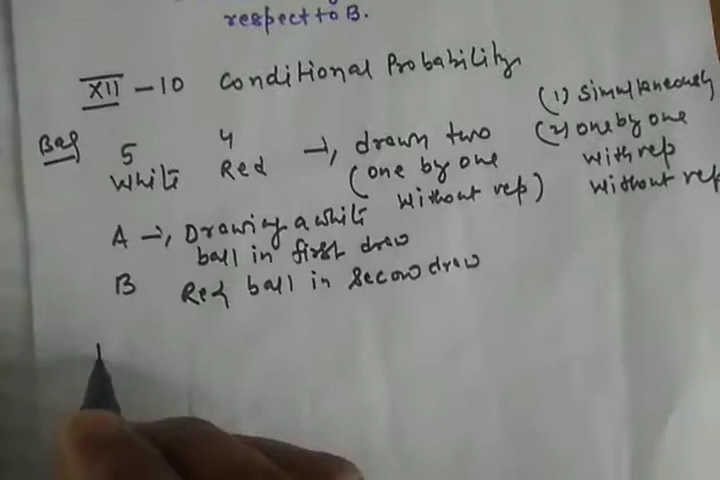 respect to B.
XII - 10 Conditional Probability
Bag 5 4 → drawn two (1) simultaneously
White Red (one by one (2) one by one
without rep) with rep
without rep
A → Drawing a white
ball in first draw
B Red ball in second draw